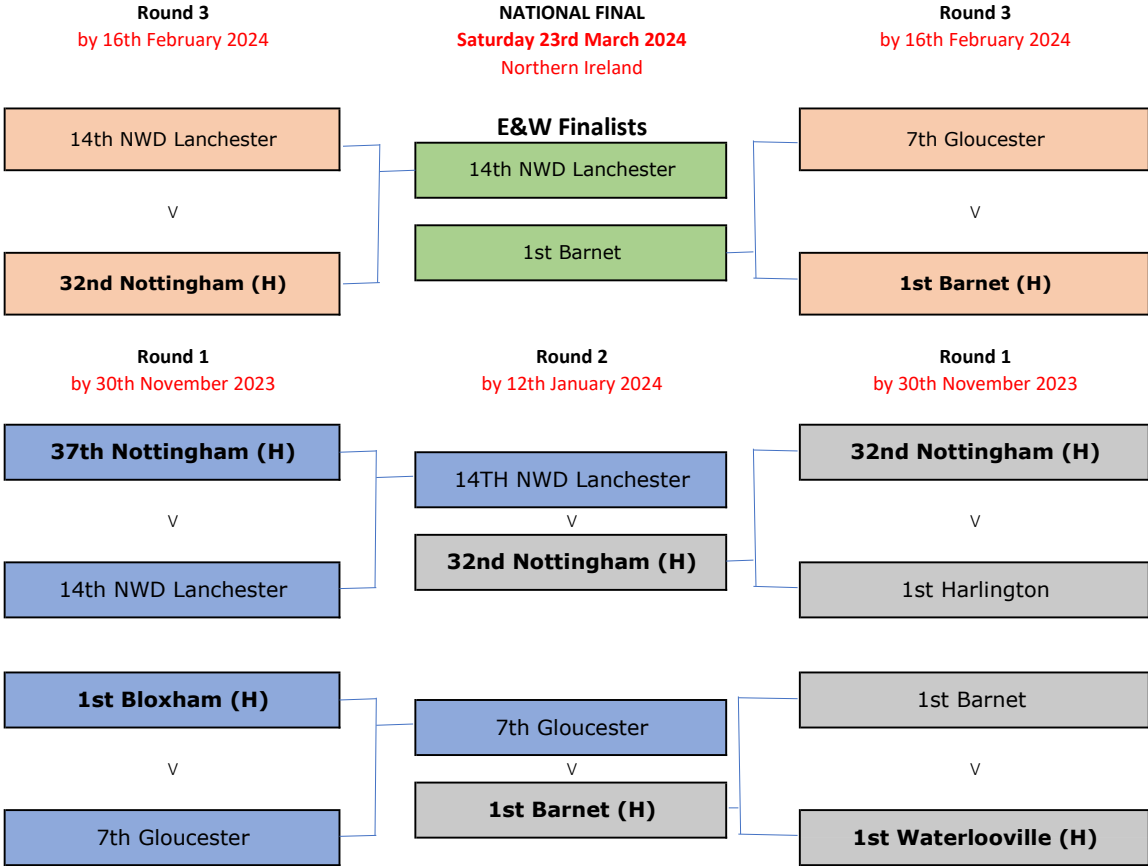 Round 3
by 16th February 2024
NATIONAL FINAL
Saturday 23rd March 2024
Northern Ireland
Round 3
by 16th February 2024
14th NWD Lanchester
V
32nd Nottingham (H)
E&W Finalists
14th NWD Lanchester
1st Barnet
7th Gloucester
V
1st Barnet (H)
Round 1
by 30th November 2023
Round 2
by 12th January 2024
Round 1
by 30th November 2023
37th Nottingham (H)
V
14th NWD Lanchester
14TH NWD Lanchester
V
32nd Nottingham (H)
32nd Nottingham (H)
V
1st Harlington
1st Bloxham (H)
V
7th Gloucester
7th Gloucester
V
1st Barnet (H)
1st Barnet
V
1st Waterlooville (H)